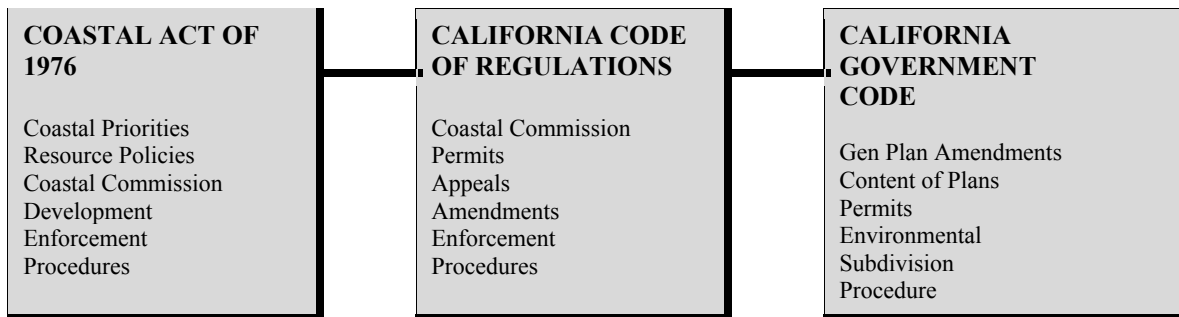 COASTAL ACT OF
1976
Coastal Priorities
Resource Policies
Coastal Commission
Development
Enforcement
Procedures
CALIFORNIA CODE
OF REGULATIONS
Coastal Commission
Permits
Appeals
Amendments
Enforcement
Procedures
CALIFORNIA
GOVERNMENT
CODE
Gen Plan Amendments
Content of Plans
Permits
Environmental
Subdivision
Procedure